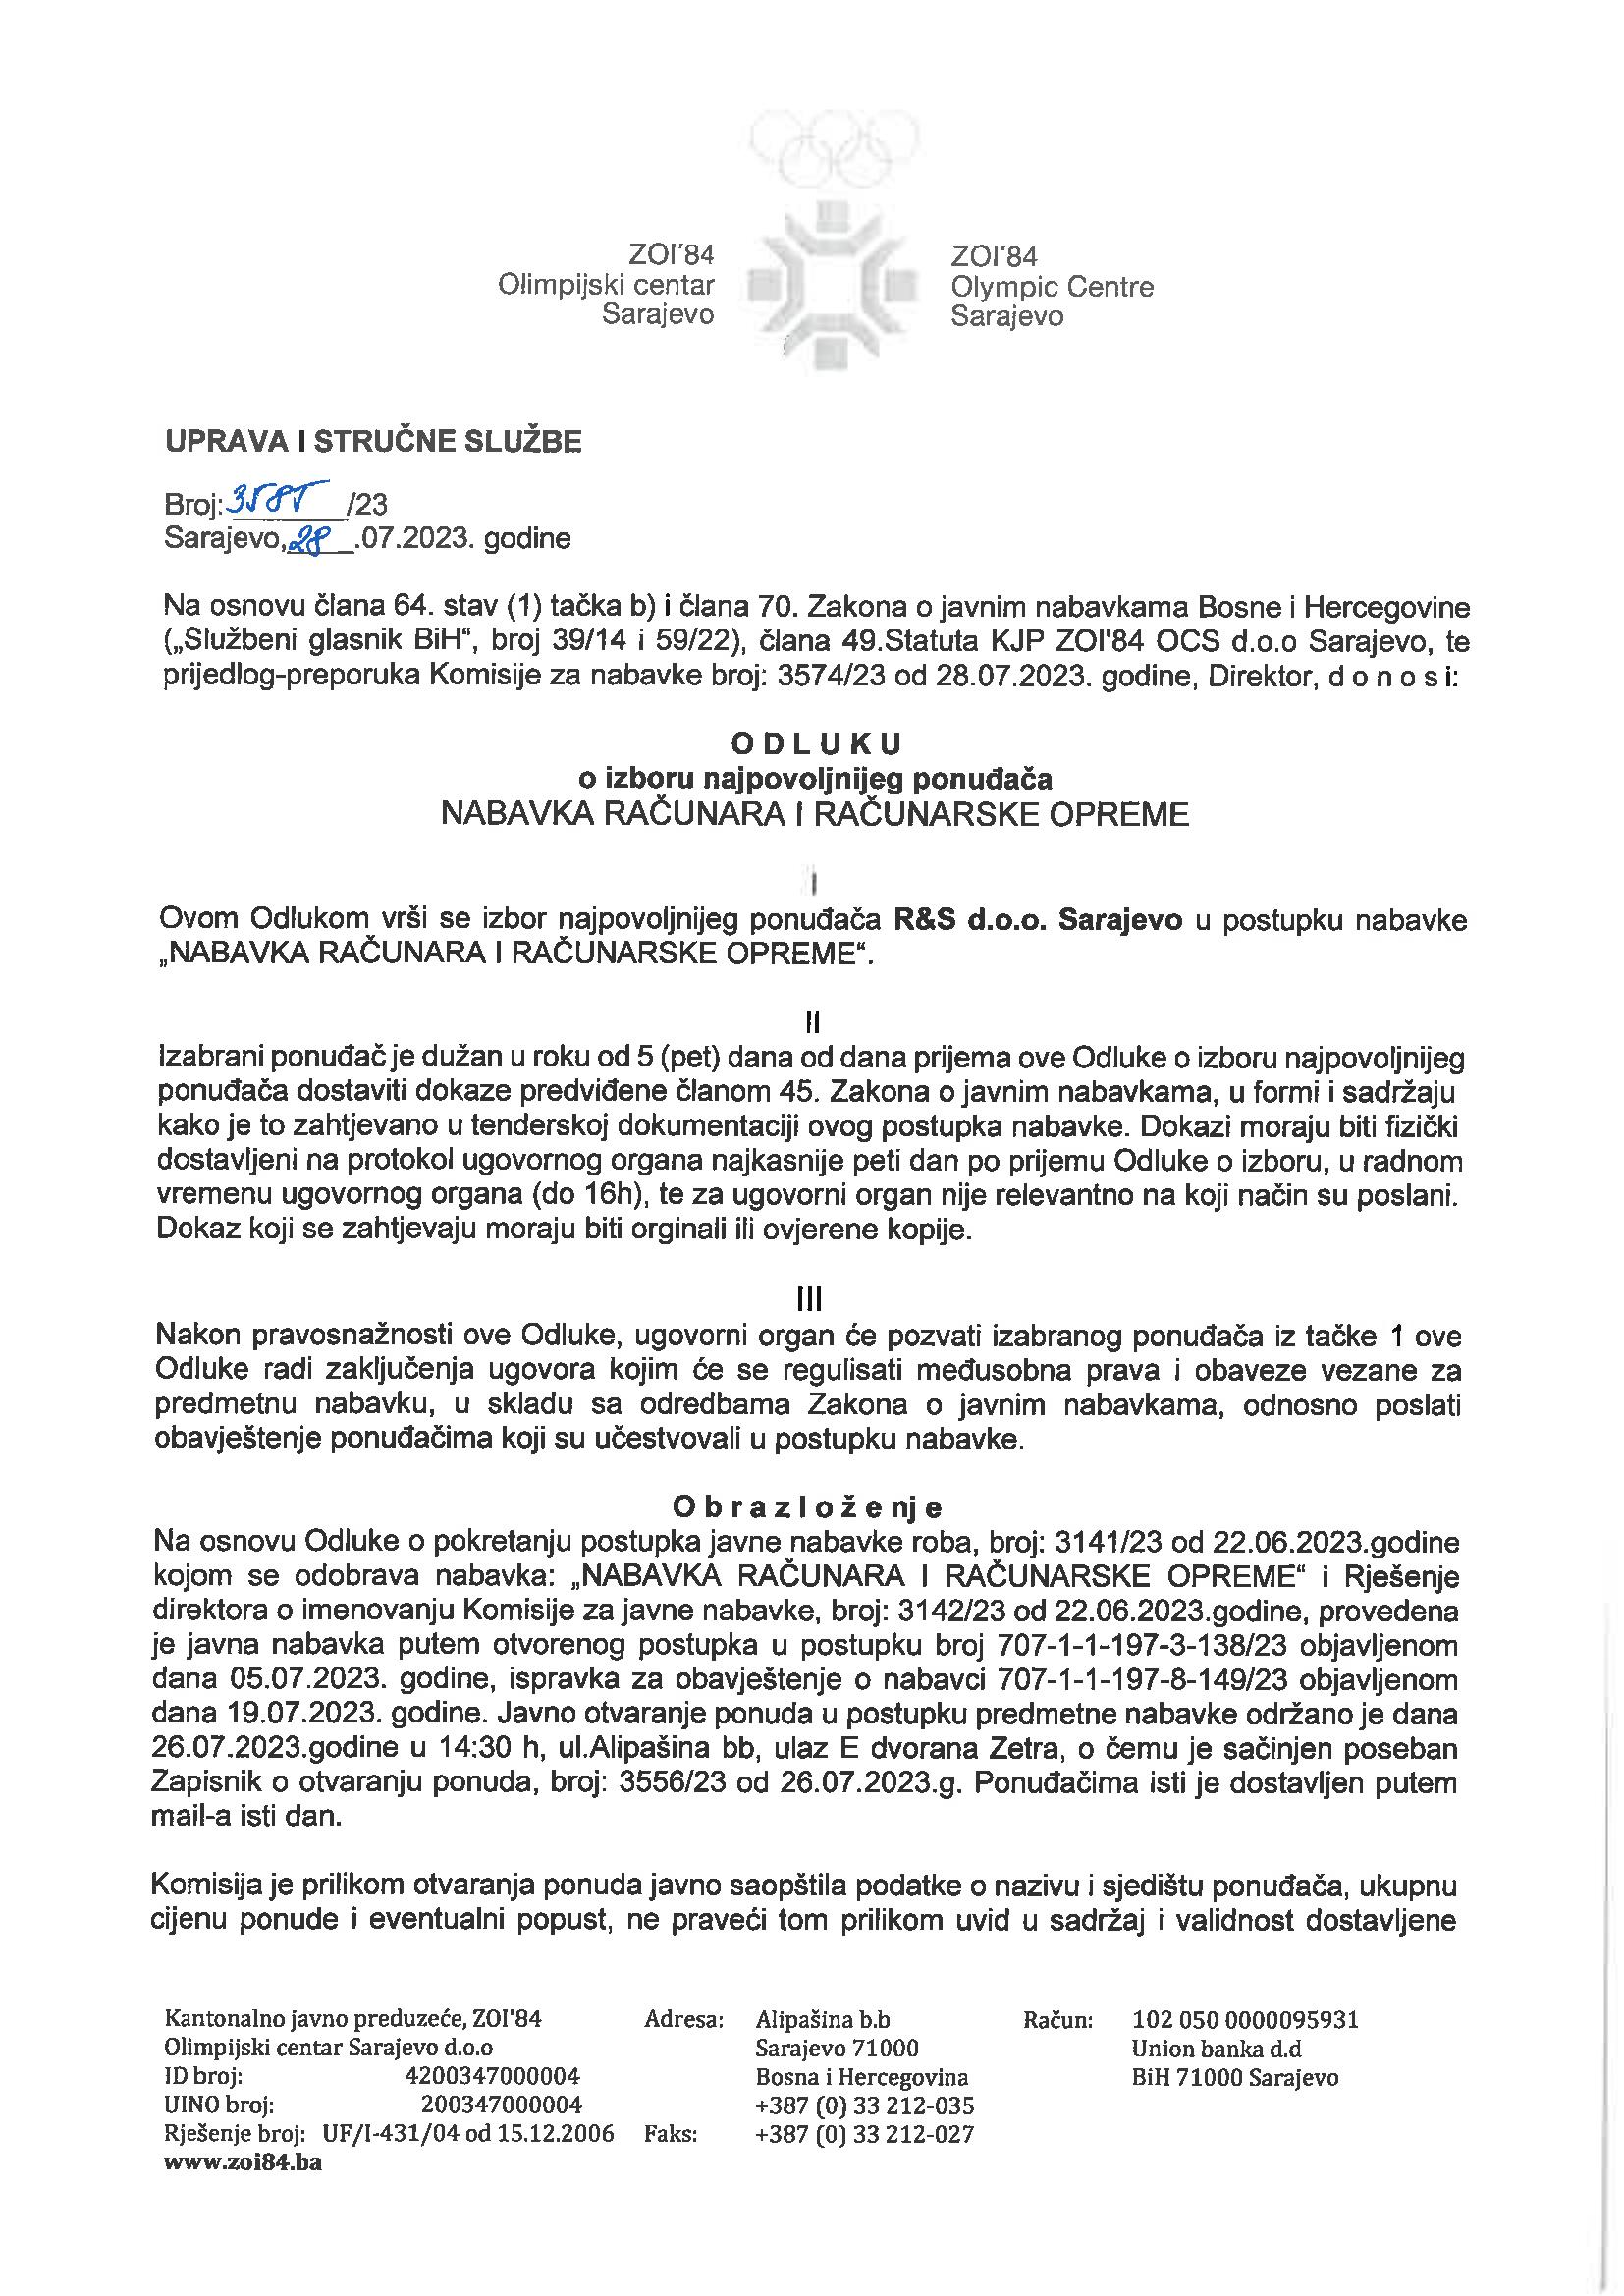 ZOI'84
Olimpijski centar
Sarajevo
ZOI'84
Olympic Centre
Sarajevo
UPRAVA I STRUČNE SLUŽBE
Broj: 3585 /23
Sarajevo, 28 .07.2023. godine
Na osnovu člana 64. stav (1) tačka b) i člana 70. Zakona o javnim nabavkama Bosne i Hercegovine
(„Službeni glasnik BiH“, broj 39/14 i 59/22), člana 49.Statuta KJP ZOI'84 OCS d.o.o Sarajevo, te
prijedlog-preporuka Komisije za nabavke broj: 3574/23 od 28.07.2023. godine, Direktor, d o n o s i:
O D L U K U
o izboru najpovoljnijeg ponuđača
NABAVKA RAČUNARA I RAČUNARSKE OPREME
I
Ovom Odlukom vrši se izbor najpovoljnijeg ponuđača R&S d.o.o. Sarajevo u postupku nabavke
„NABAVKA RAČUNARA I RAČUNARSKE OPREME“.
II
Izabrani ponuđač je dužan u roku od 5 (pet) dana od dana prijema ove Odluke o izboru najpovoljnijeg
ponuđača dostaviti dokaze predviđene članom 45. Zakona o javnim nabavkama, u formi i sadržaju
kako je to zahtjevano u tenderskoj dokumentaciji ovog postupka nabavke. Dokazi moraju biti fizički
dostavljeni na protokol ugovornog organa najkasnije peti dan po prijemu Odluke o izboru, u radnom
vremenu ugovornog organa (do 16h), te za ugovorni organ nije relevantno na koji način su poslani.
Dokaz koji se zahtjevaju moraju biti orginali ili ovjerene kopije.
III
Nakon pravosnažnosti ove Odluke, ugovorni organ će pozvati izabranog ponuđača iz tačke 1 ove
Odluke radi zaključenja ugovora kojim će se regulisati međusobna prava i obaveze vezane za
predmetnu nabavku, u skladu sa odredbama Zakona o javnim nabavkama, odnosno poslati
obavještenje ponuđačima koji su učestvovali u postupku nabavke.
O b r a z l o ž e nj e
Na osnovu Odluke o pokretanju postupka javne nabavke roba, broj: 3141/23 od 22.06.2023.godine
kojom se odobrava nabavka: „NABAVKA RAČUNARA I RAČUNARSKE OPREME“ i Rješenje
direktora o imenovanju Komisije za javne nabavke, broj: 3142/23 od 22.06.2023.godine, provedena
je javna nabavka putem otvorenog postupka u postupku broj 707-1-1-197-3-138/23 objavljenom
dana 05.07.2023. godine, ispravka za obavještenje o nabavci 707-1-1-197-8-149/23 objavljenom
dana 19.07.2023. godine. Javno otvaranje ponuda u postupku predmetne nabavke održano je dana
26.07.2023.godine u 14:30 h, ul.Alipašina bb, ulaz E dvorana Zetra, o čemu je sačinjen poseban
Zapisnik o otvaranju ponuda, broj: 3556/23 od 26.07.2023.g. Ponuđačima isti je dostavljen putem
mail-a isti dan.
Komisija je prilikom otvaranja ponuda javno saopštila podatke o nazivu i sjedištu ponuđača, ukupnu
cijenu ponude i eventualni popust, ne praveći tom prilikom uvid u sadržaj i validnost dostavljene
Kantonalno javno preduzeće, ZOI'84 Adresa: Alipašina b.b Račun: 102 050 0000095931
Olimpijski centar Sarajevo d.o.o Sarajevo 71000 Union banka d.d
ID broj: 4200347000004 Bosna i Hercegovina BiH 71000 Sarajevo
UINO broj: 200347000004 +387 (0) 33 212-035
Rješenje broj: UF/I-431/04 od 15.12.2006 Faks: +387 (0) 33 212-027
www.zoi84.ba